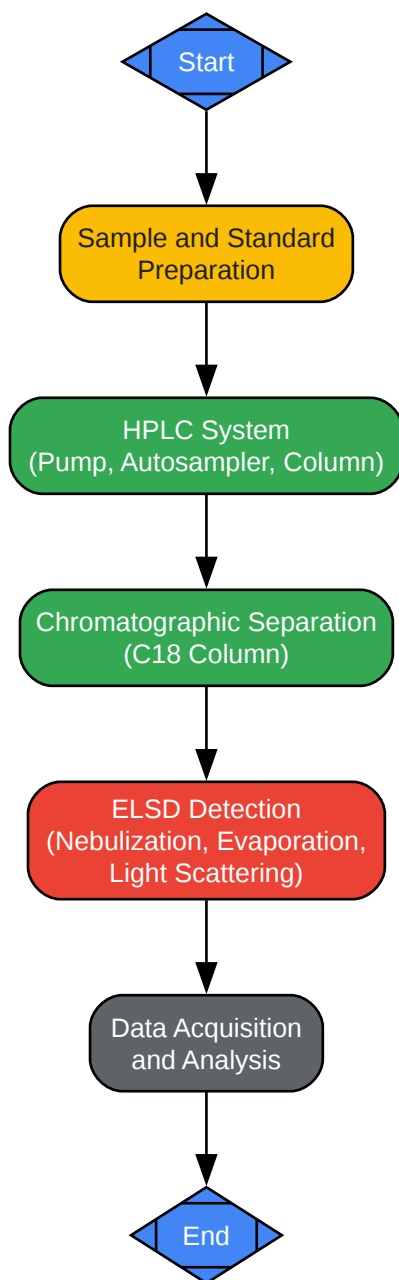 Start
Sample and Standard
Preparation
HPLC System
(Pump, Autosampler, Column)
Chromatographic Separation
(C18 Column)
ELSD Detection
(Nebulization, Evaporation,
Light Scattering)
Data Acquisition
and Analysis
End